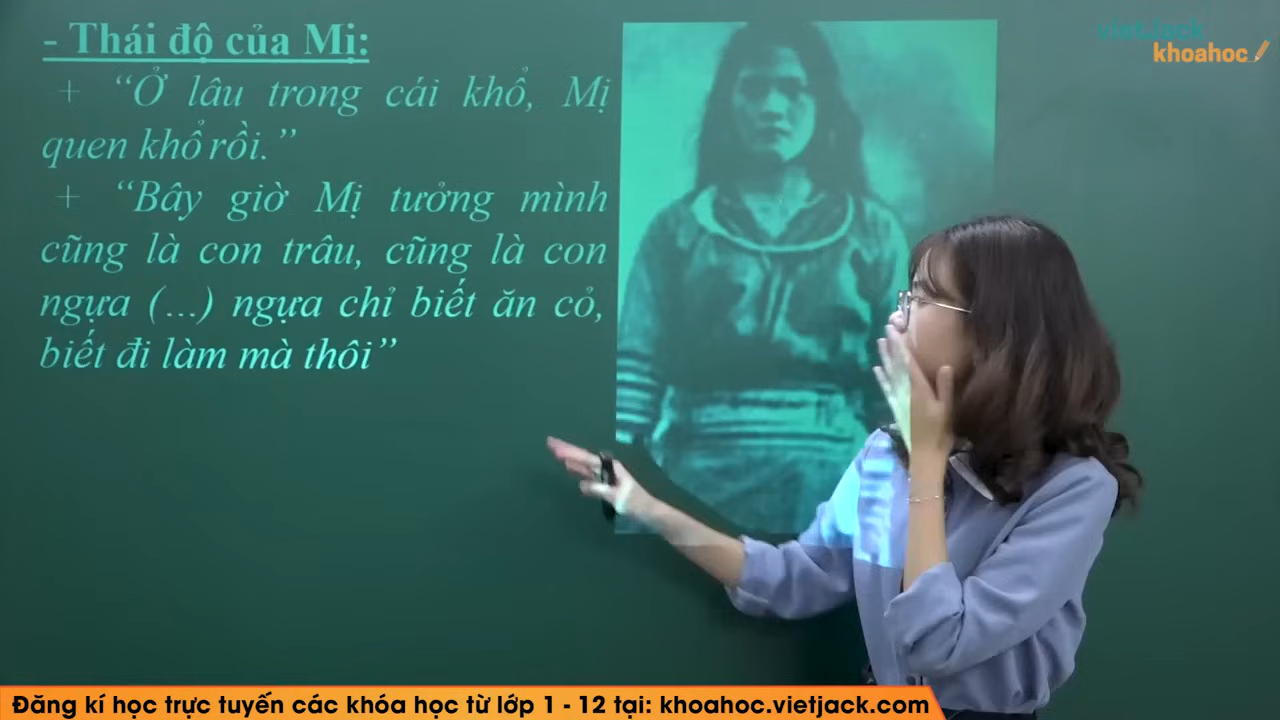 - Thái độ của Mị:
+ “Ở lâu trong cái khổ, Mị
quen khổ rồi.”
+ “Bây giờ Mị tưởng mình
cũng là con trâu, cũng là con
ngựa (...) ngựa chỉ biết ăn cỏ,
biết đi làm mà thôi”
vietjack
khoahoc
Đăng kí học trực tuyến các khóa học từ lớp 1 - 12 tại: khoahoc.vietjack.com